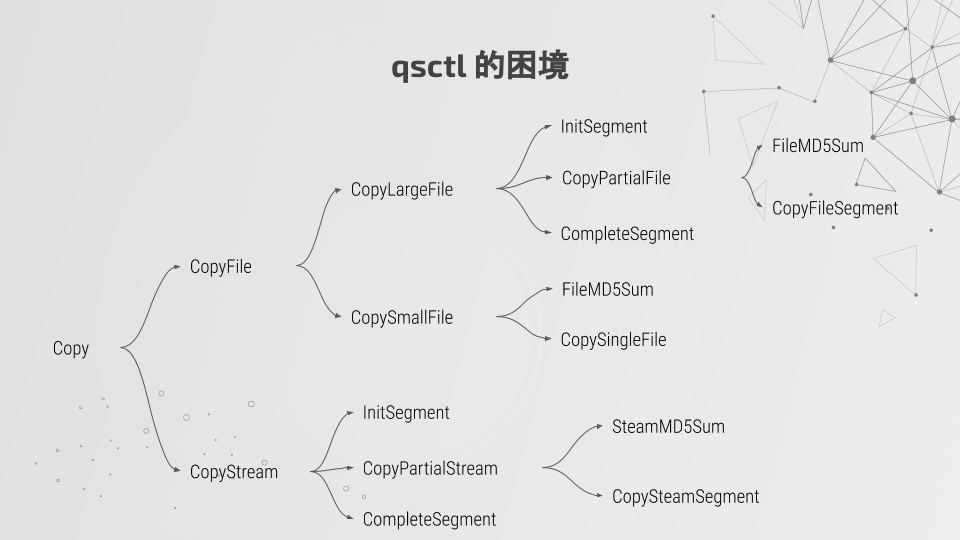 qsctl 的困境
InitSegment
FileMD5Sum
CopyPartialFile
CopyLargeFile
CopyFileSegment
CompleteSegment
CopyFile
FileMD5Sum
CopySmallFile
CopySingleFile
Copy
InitSegment
SteamMD5Sum
CopyPartialStream
CopyStream
CopySteamSegment
CompleteSegment